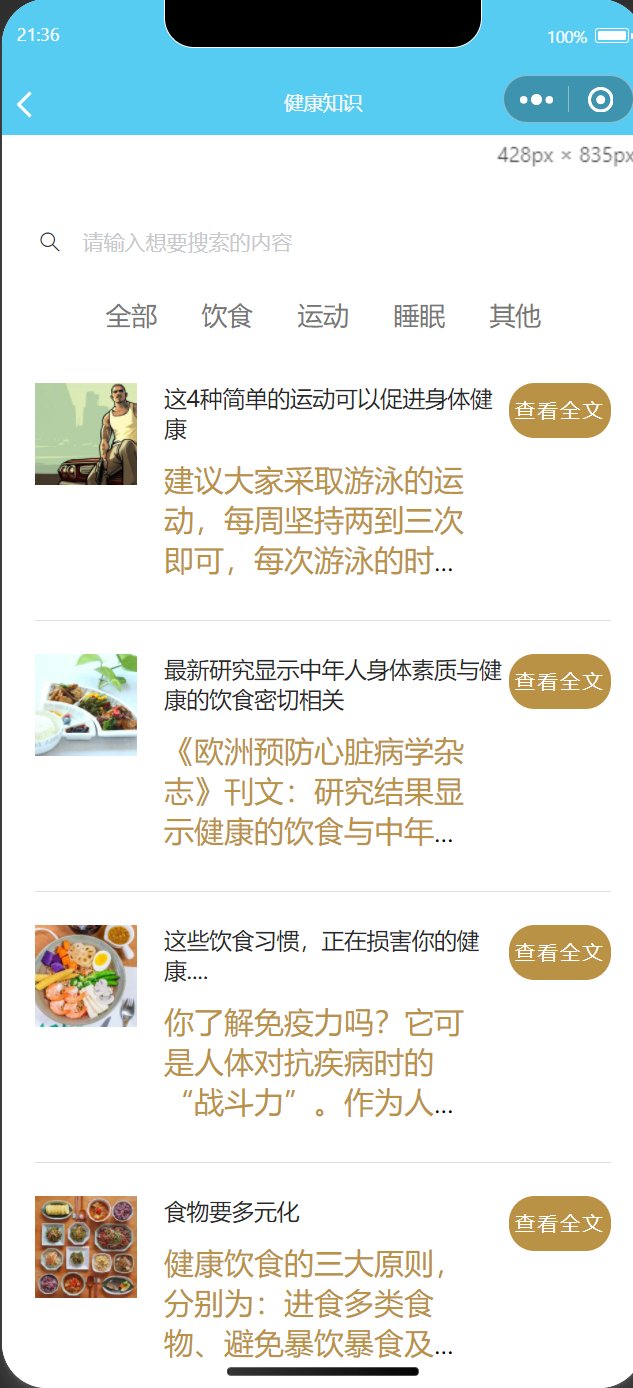 21:36
100%
健康知识
428px × 835px
请输入想要搜索的内容
全部 饮食 运动 睡眠 其他
这4种简单的运动可以促进身体健
康
查看全文
建议大家采取游泳的运
动，每周坚持两到三次
即可，每次游泳的时...
最新研究显示中年人身体素质与健
康的饮食密切相关
查看全文
《欧洲预防心脏病学杂
志》刊文：研究结果显
示健康的饮食与中年...
这些饮食习惯，正在损害你的健
康....
查看全文
你了解免疫力吗？它可
是人体对抗疾病时的
“战斗力”。作为人...
食物要多元化
查看全文
健康饮食的三大原则，
分别为：进食多类食
物、避免暴饮暴食及...